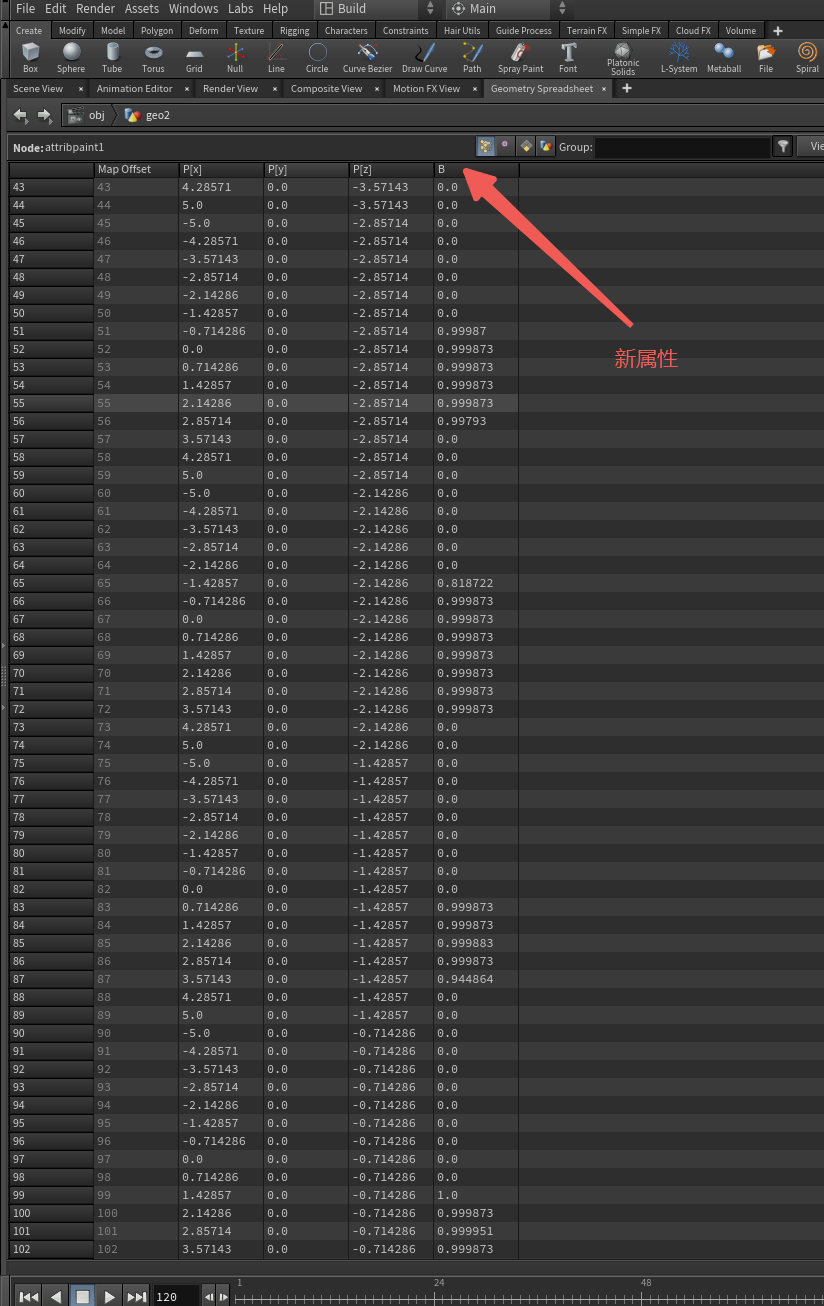 File Edit Render Assets Windows Labs Help Build Main
Create Modify Model Polygon Deform Texture Rigging Characters Constraints Hair Utils Guide Process Terrain FX Simple FX Cloud FX Volume
Box Sphere Tube Torus Grid Null Line Circle Curve Bezier Draw Curve Path Spray Paint Font Platonic Solids L-System Metaball File Spiral
Scene View Animation Editor Render View Composite View Motion FX View Geometry Spreadsheet
obj geo2
Node: attribpaint1 Group: Vie
Map Offset P[x] P[y] P[z] B
43 43 4.28571 0.0 -3.57143 0.0
44 44 5.0 0.0 -3.57143 0.0
45 45 -5.0 0.0 -2.85714 0.0
46 46 -4.28571 0.0 -2.85714 0.0
47 47 -3.57143 0.0 -2.85714 0.0
48 48 -2.85714 0.0 -2.85714 0.0
49 49 -2.14286 0.0 -2.85714 0.0
50 50 -1.42857 0.0 -2.85714 0.0
51 51 -0.714286 0.0 -2.85714 0.99987
52 52 0.0 0.0 -2.85714 0.999873
新属性
53 53 0.714286 0.0 -2.85714 0.999873
54 54 1.42857 0.0 -2.85714 0.999873
55 55 2.14286 0.0 -2.85714 0.999873
56 56 2.85714 0.0 -2.85714 0.99793
57 57 3.57143 0.0 -2.85714 0.0
58 58 4.28571 0.0 -2.85714 0.0
59 59 5.0 0.0 -2.85714 0.0
60 60 -5.0 0.0 -2.14286 0.0
61 61 -4.28571 0.0 -2.14286 0.0
62 62 -3.57143 0.0 -2.14286 0.0
63 63 -2.85714 0.0 -2.14286 0.0
64 64 -2.14286 0.0 -2.14286 0.0
65 65 -1.42857 0.0 -2.14286 0.818722
66 66 -0.714286 0.0 -2.14286 0.999873
67 67 0.0 0.0 -2.14286 0.999873
68 68 0.714286 0.0 -2.14286 0.999873
69 69 1.42857 0.0 -2.14286 0.999873
70 70 2.14286 0.0 -2.14286 0.999873
71 71 2.85714 0.0 -2.14286 0.999873
72 72 3.57143 0.0 -2.14286 0.999873
73 73 4.28571 0.0 -2.14286 0.0
74 74 5.0 0.0 -2.14286 0.0
75 75 -5.0 0.0 -1.42857 0.0
76 76 -4.28571 0.0 -1.42857 0.0
77 77 -3.57143 0.0 -1.42857 0.0
78 78 -2.85714 0.0 -1.42857 0.0
79 79 -2.14286 0.0 -1.42857 0.0
80 80 -1.42857 0.0 -1.42857 0.0
81 81 -0.714286 0.0 -1.42857 0.0
82 82 0.0 0.0 -1.42857 0.0
83 83 0.714286 0.0 -1.42857 0.999873
84 84 1.42857 0.0 -1.42857 0.999873
85 85 2.14286 0.0 -1.42857 0.999883
86 86 2.85714 0.0 -1.42857 0.999873
87 87 3.57143 0.0 -1.42857 0.944864
88 88 4.28571 0.0 -1.42857 0.0
89 89 5.0 0.0 -1.42857 0.0
90 90 -5.0 0.0 -0.714286 0.0
91 91 -4.28571 0.0 -0.714286 0.0
92 92 -3.57143 0.0 -0.714286 0.0
93 93 -2.85714 0.0 -0.714286 0.0
94 94 -2.14286 0.0 -0.714286 0.0
95 95 -1.42857 0.0 -0.714286 0.0
96 96 -0.714286 0.0 -0.714286 0.0
97 97 0.0 0.0 -0.714286 0.0
98 98 0.714286 0.0 -0.714286 0.0
99 99 1.42857 0.0 -0.714286 1.0
100 100 2.14286 0.0 -0.714286 0.999873
101 101 2.85714 0.0 -0.714286 0.999951
102 102 3.57143 0.0 -0.714286 0.999873
1 24 48
120